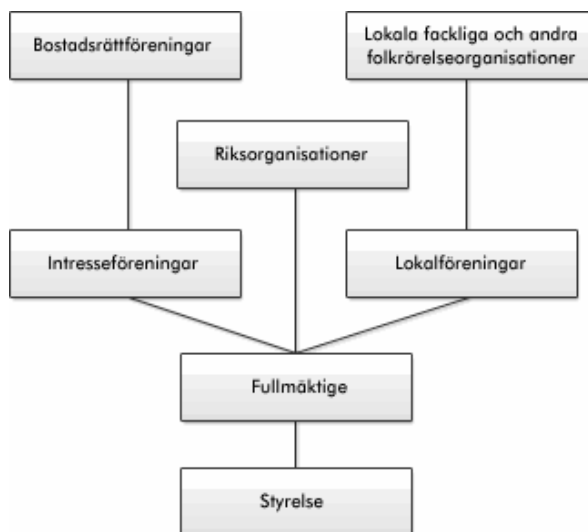 Bostadsrättföreningar
Lokala fackliga och andra
folkrörelseorganisationer
Riksorganisationer
Intresseföreningar
Lokalföreningar
Fullmäktige
Styrelse